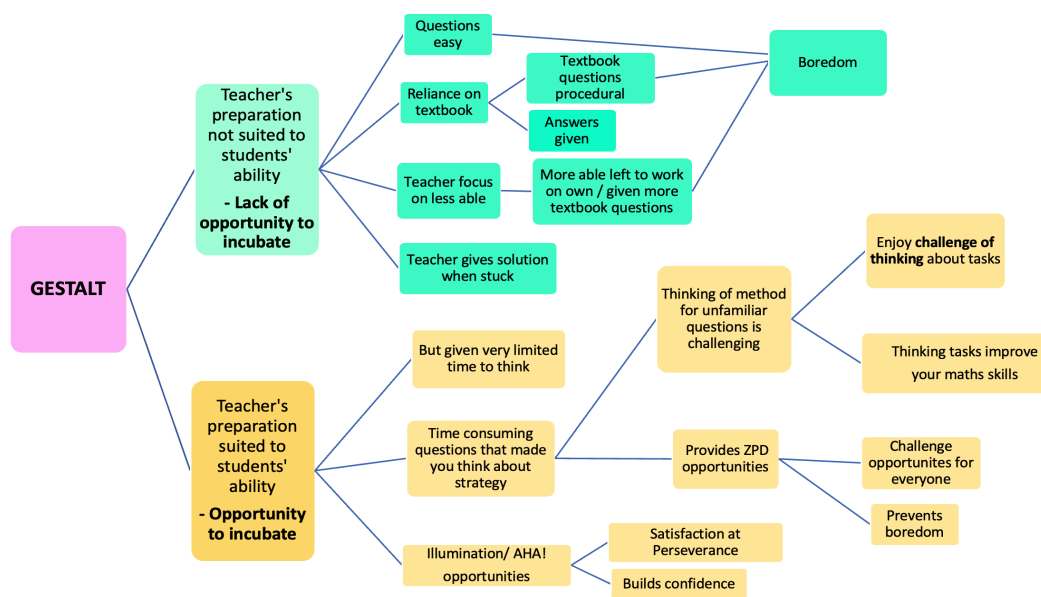 GESTALT
Teacher's
preparation
not suited to
students'
ability
- Lack of
opportunity to
incubate
Questions
easy
Reliance on
textbook
Textbook
questions
procedural
Answers
given
Teacher focus
on less able
More able left to work
on own / given more
textbook questions
Teacher gives solution
when stuck
Boredom
Teacher's
preparation
suited to
students'
ability
- Opportunity
to incubate
But given very limited
time to think
Time consuming
questions that made
you think about
strategy
Thinking of method
for unfamiliar
questions is
challenging
Enjoy challenge of
thinking about tasks
Thinking tasks improve
your maths skills
Provides ZPD
opportunities
Challenge
opportunites for
everyone
Prevents
boredom
Illumination/ AHA!
opportunities
Satisfaction at
Perseverance
Builds confidence